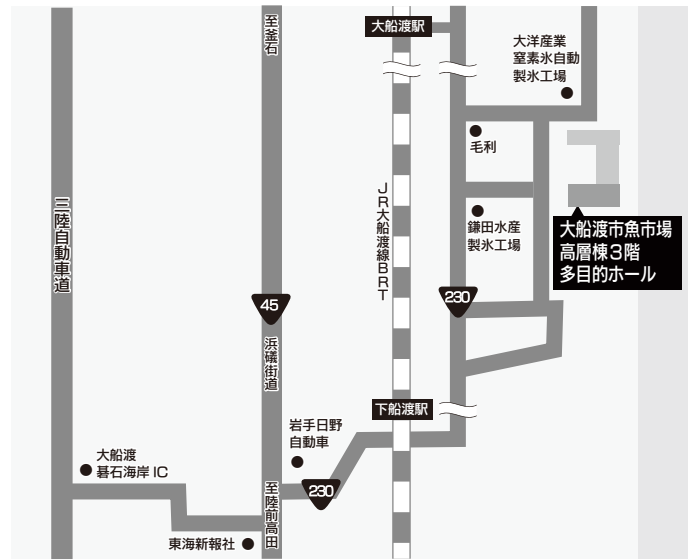 至釜石
大船渡駅
大洋産業
窒素氷自動
製氷工場
毛利
三陸自動車道
JR大船渡線BRT
鎌田水産
製氷工場
大船渡市魚市場
高層棟3階
多目的ホール
45
230
浜磯街道
下船渡駅
岩手日野
自動車
大船渡
碁石海岸 IC
230
至陸前高田
東海新報社